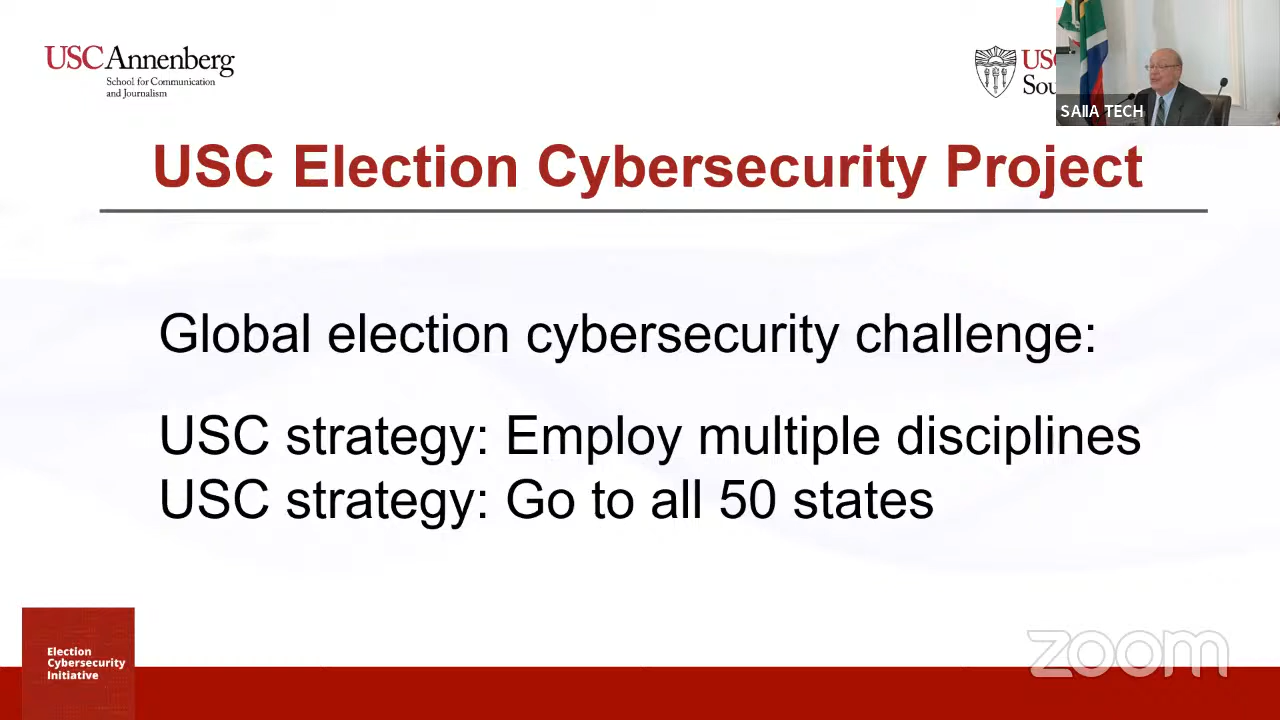 USC Annenberg
School for Communication
and Journalism
SAIIA TECH
USC Election Cybersecurity Project
Global election cybersecurity challenge:
USC strategy: Employ multiple disciplines
USC strategy: Go to all 50 states
Election
Cybersecurity
Initiative
zoom